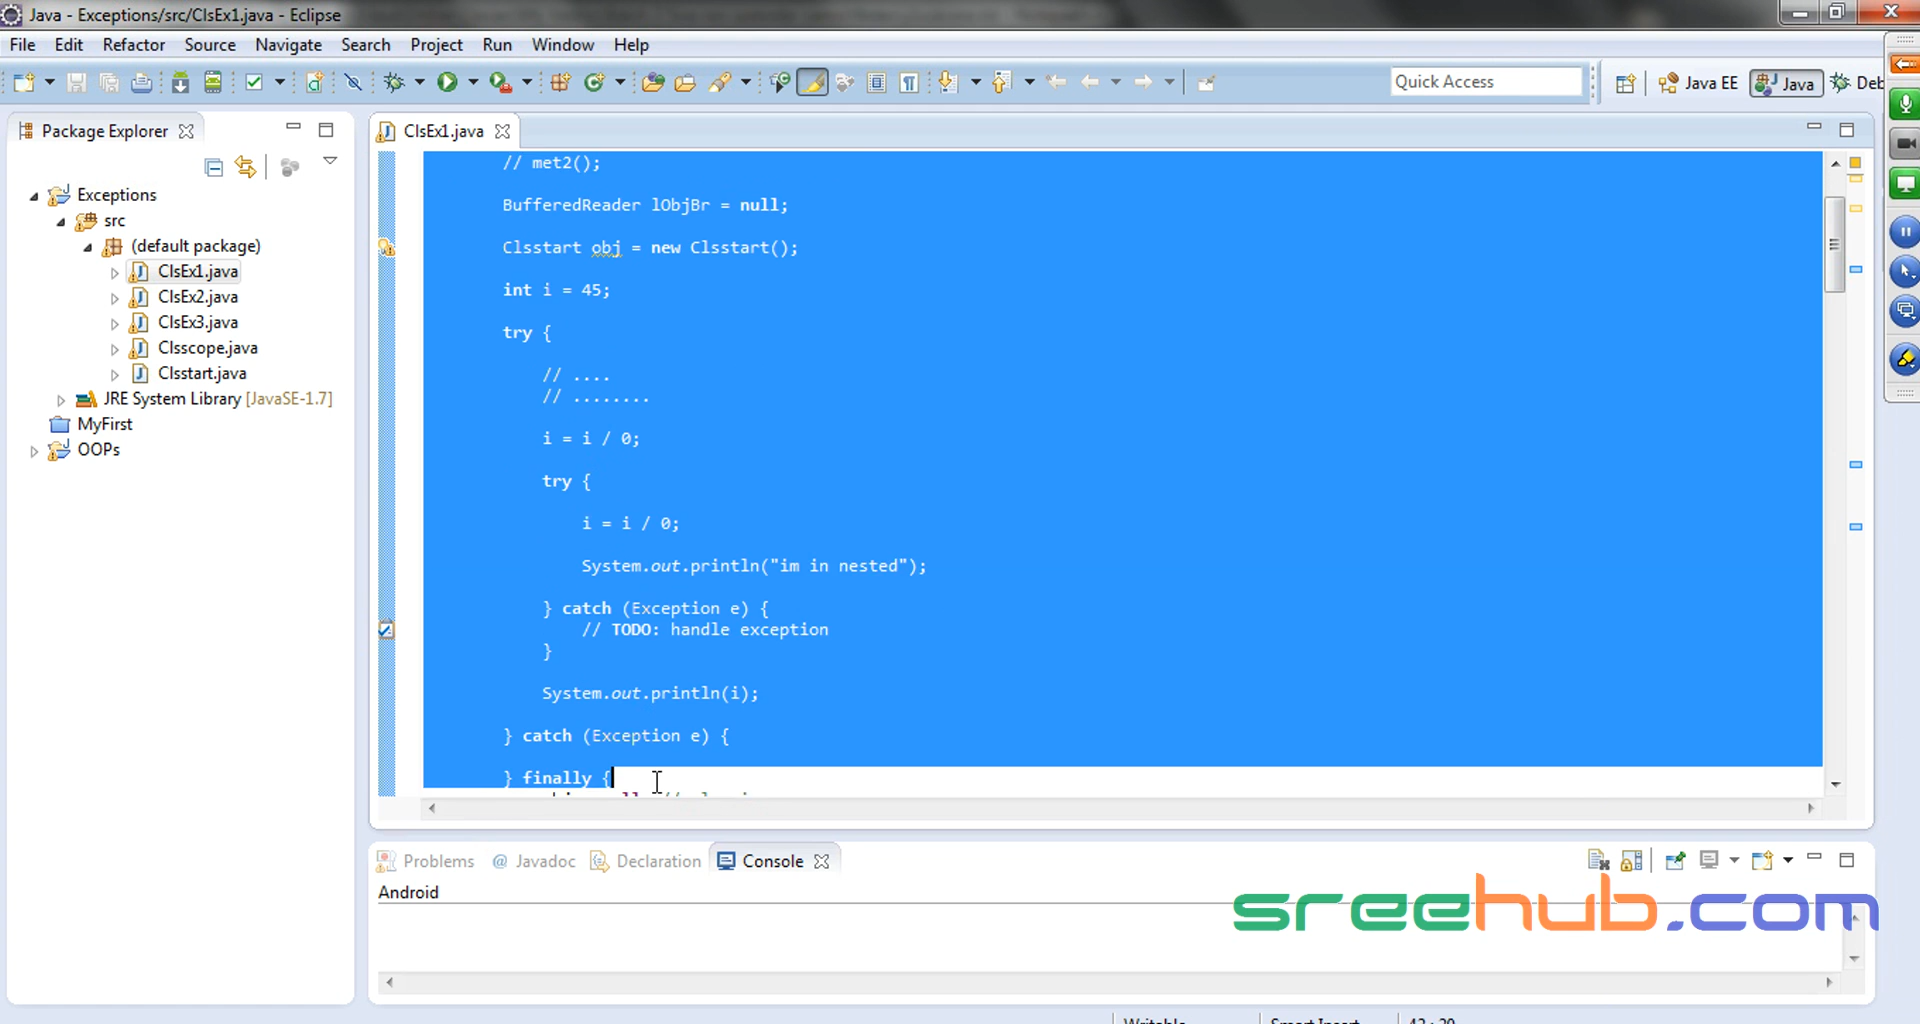 Java - Exceptions/src/ClsEx1.java - Eclipse
File Edit Refactor Source Navigate Search Project Run Window Help
Quick Access
Java EE
Java
Deb
Package Explorer
ClsEx1.java
Exceptions
src
(default package)
ClsEx1.java
ClsEx2.java
ClsEx3.java
Clsscope.java
Clsstart.java
JRE System Library [JavaSE-1.7]
MyFirst
OOPs
// met2();
BufferedReader lObjBr = null;
Clsstart obj = new Clsstart();
int i = 45;
try {
// ....
// ........
i = i / 0;
try {
i = i / 0;
System.out.println("im in nested");
} catch (Exception e) {
// TODO: handle exception
}
System.out.println(i);
} catch (Exception e) {
} finally {
Problems Javadoc Declaration Console
Android
sreehub.com